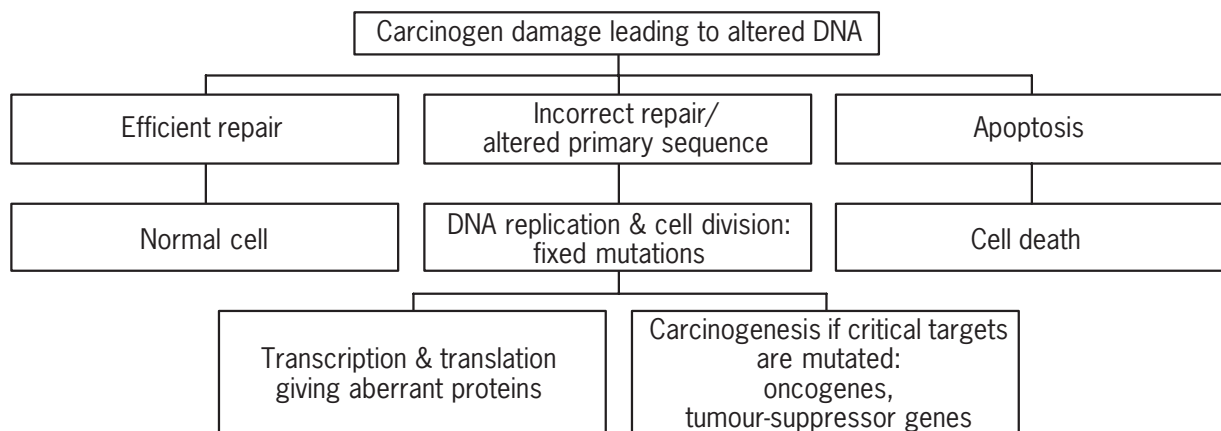 Carcinogen damage leading to altered DNA
Efficient repair
Incorrect repair/
altered primary sequence
Apoptosis
Normal cell
DNA replication & cell division:
fixed mutations
Cell death
Transcription & translation
giving aberrant proteins
Carcinogenesis if critical targets
are mutated:
oncogenes,
tumour-suppressor genes